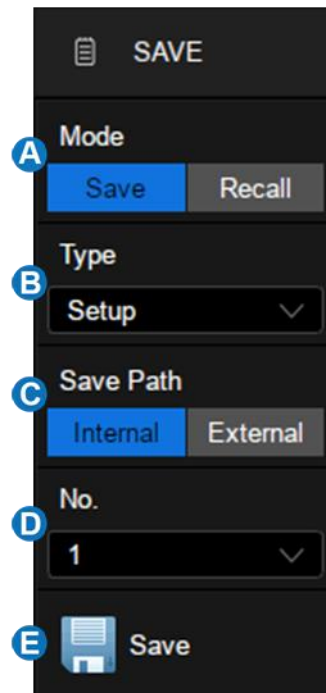 SAVE
A
Mode
Save Recall
B
Type
Setup
C
Save Path
Internal External
D
No.
1
E
Save